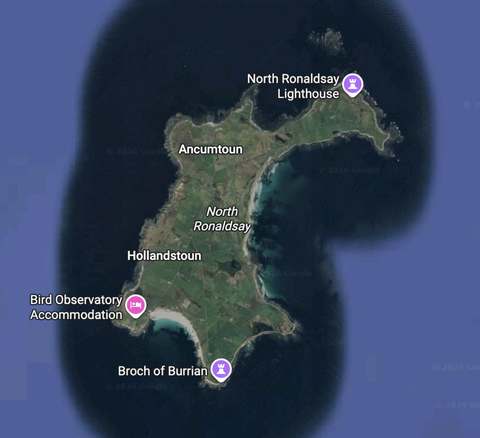 North Ronaldsay
Lighthouse
Ancumtoun
North
Ronaldsay
Hollandstoun
Bird Observatory
Accommodation
Broch of Burrian